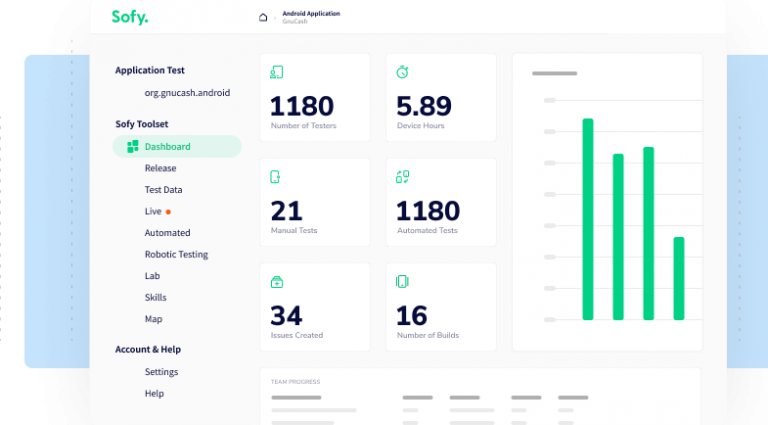 Sofy.
Android Application
GnuCash
Application Test
org.gnucash.android
Sofy Toolset
Dashboard
Release
Test Data
Live
Automated
Robotic Testing
Lab
Skills
Map
Account & Help
Settings
Help
1180
Number of Testers
5.89
Device Hours
21
Manual Tests
1180
Automated Tests
34
Issues Created
16
Number of Builds
TEAM PROGRESS